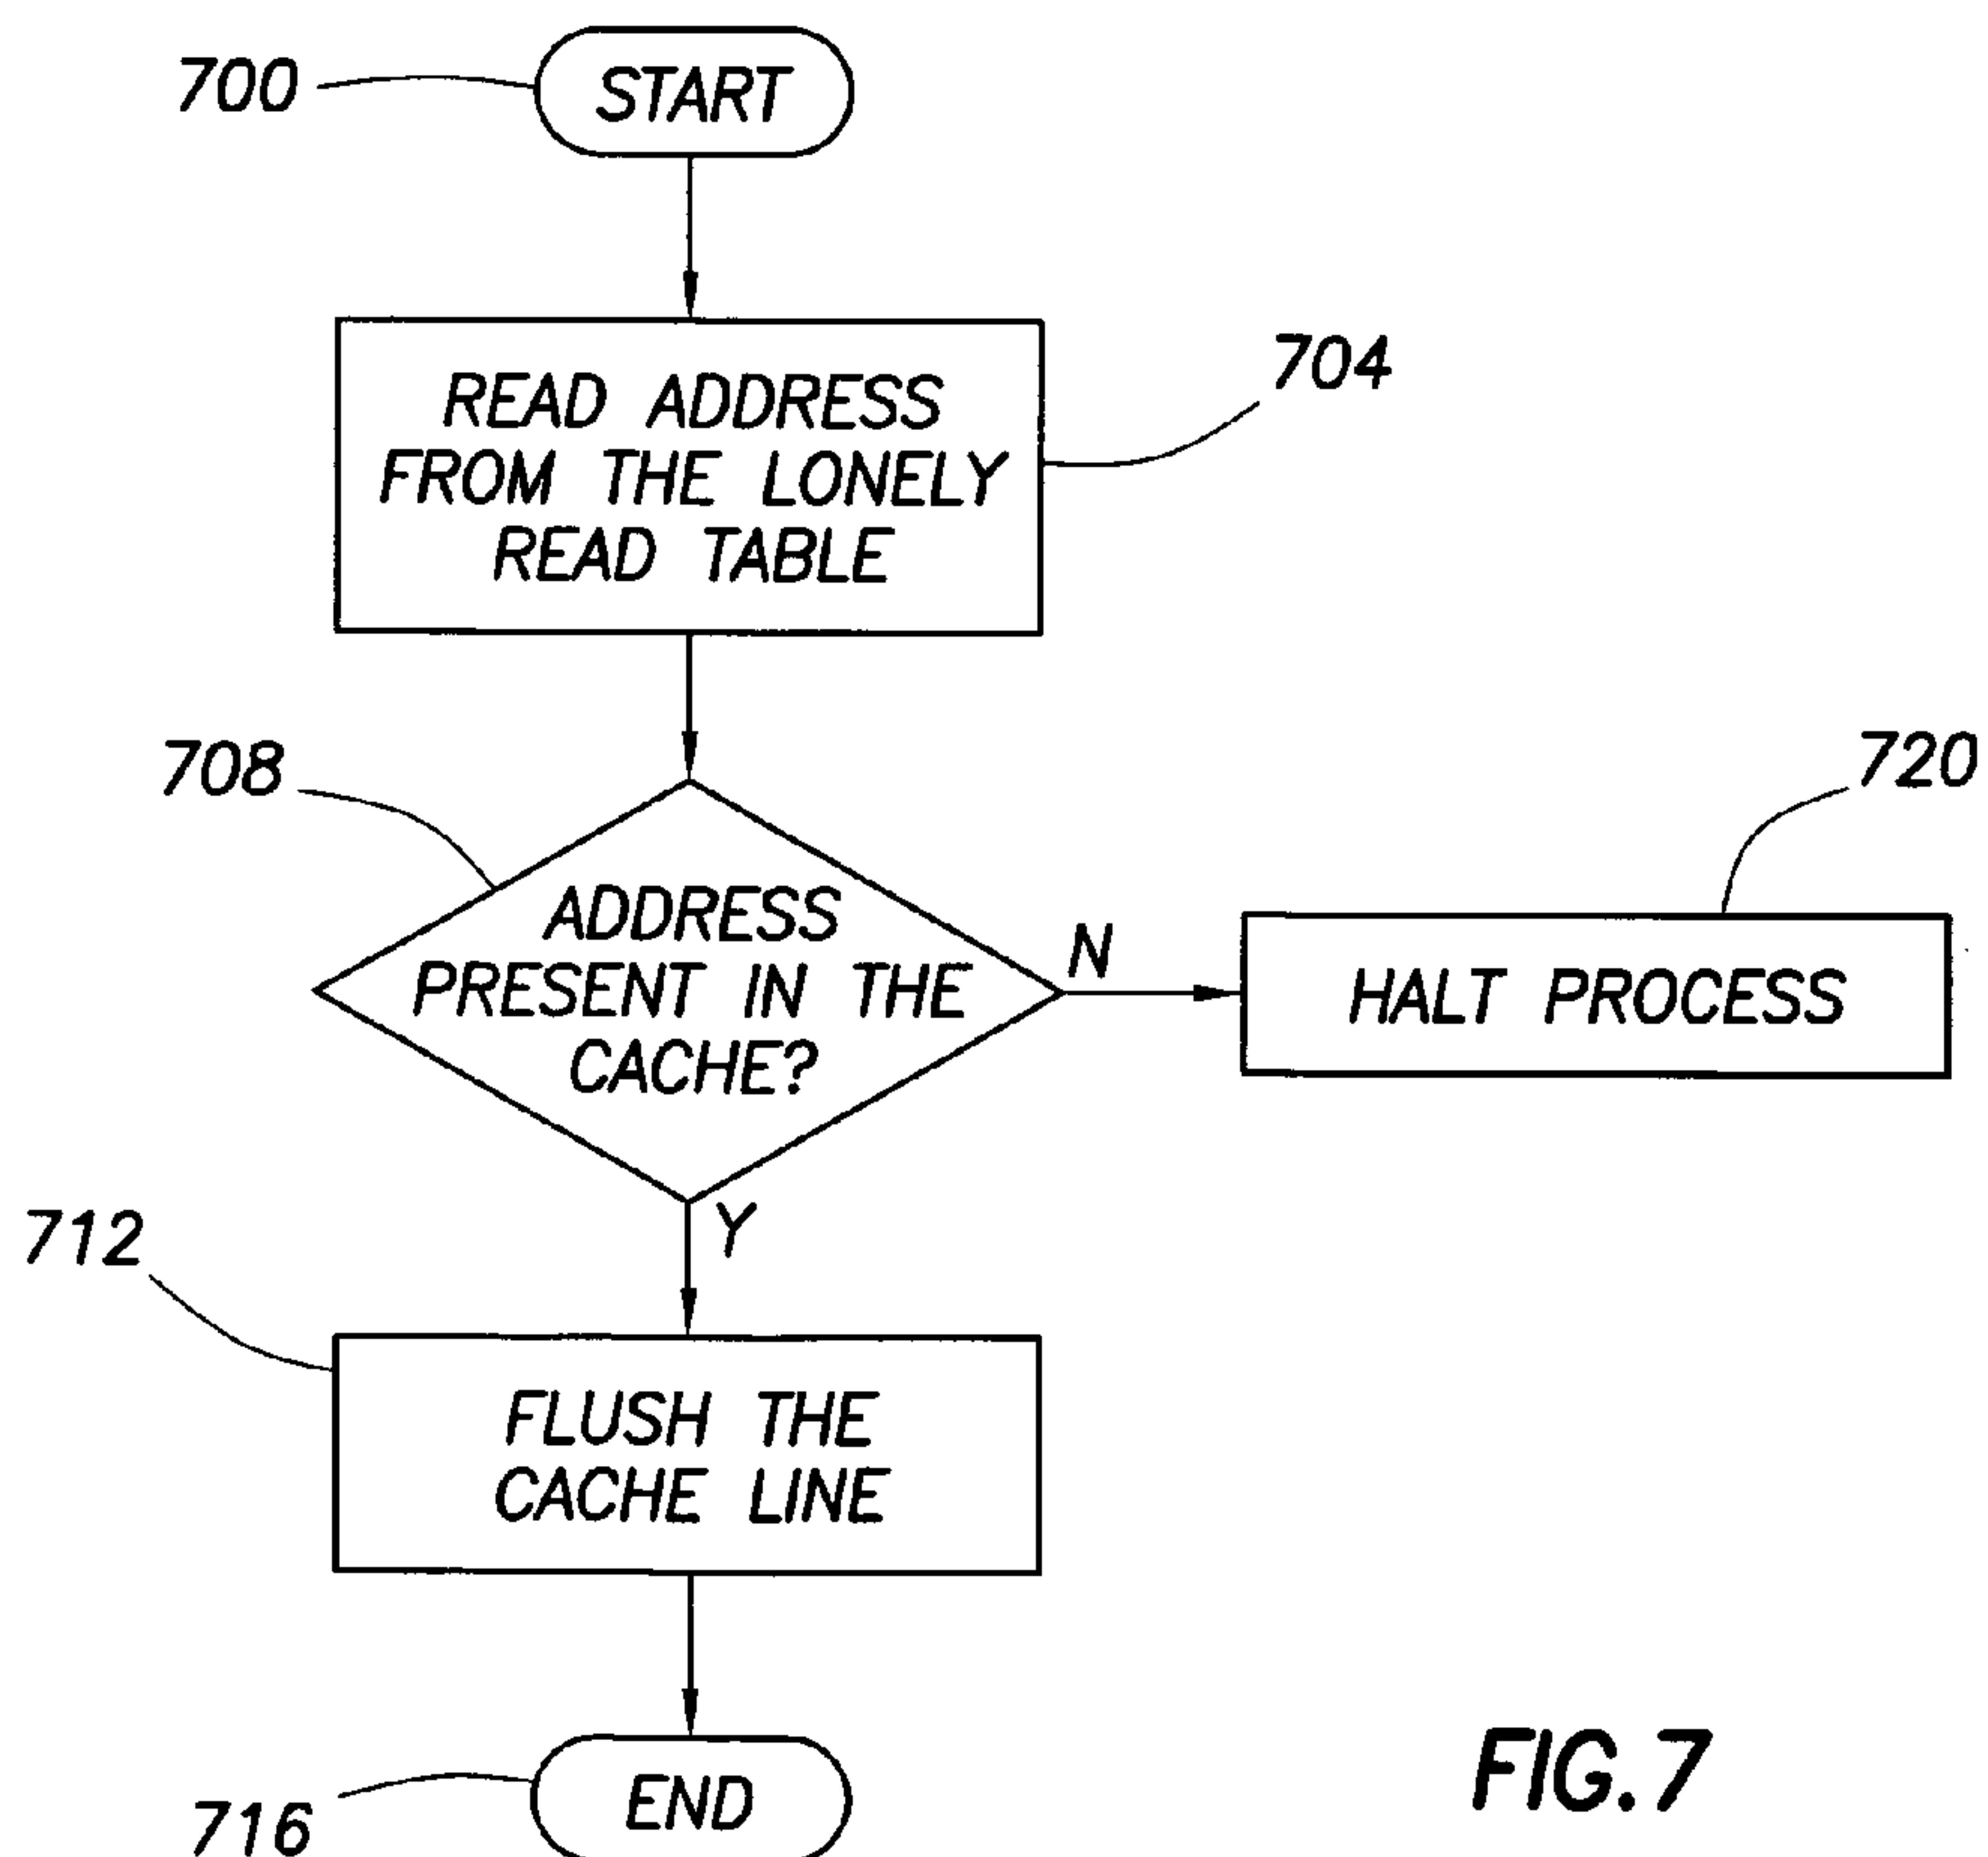 700
START
READ ADDRESS
FROM THE LONELY
READ TABLE
704
708
ADDRESS
PRESENT IN THE
CACHE?
N
720
HALT PROCESS
Y
712
FLUSH THE
CACHE LINE
716
END
FIG.7